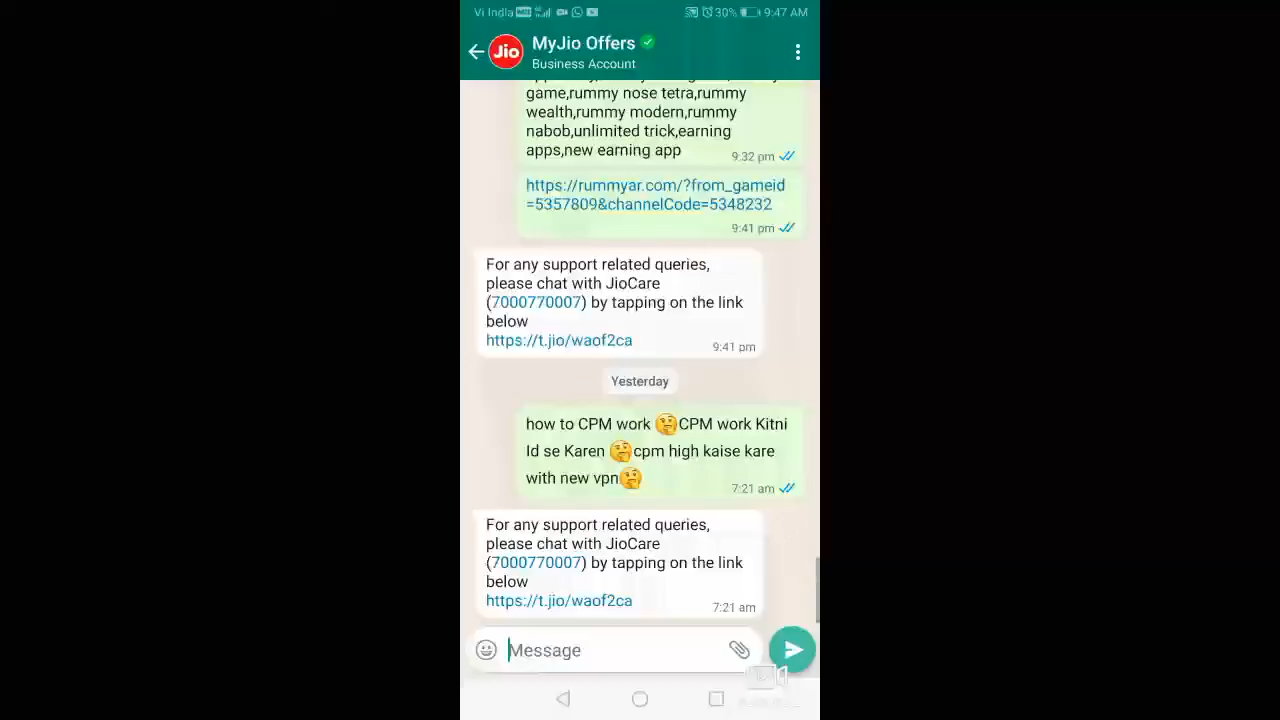 Vi India 30% 9:47 AM
Jio MyJio Offers
Business Account
game,rummy nose tetra,rummy
wealth,rummy modern,rummy
nabob,unlimited trick,earning
apps,new earning app
9:32 pm
https://rummyar.com/?from_gameid
=5357809&channelCode=5348232
9:41 pm
For any support related queries,
please chat with JioCare
(7000770007) by tapping on the link
below
https://t.jio/waof2ca
9:41 pm
Yesterday
how to CPM work 🤔CPM work Kitni
Id se Karen 🤔cpm high kaise kare
with new vpn🤔
7:21 am
For any support related queries,
please chat with JioCare
(7000770007) by tapping on the link
below
https://t.jio/waof2ca
7:21 am
Message